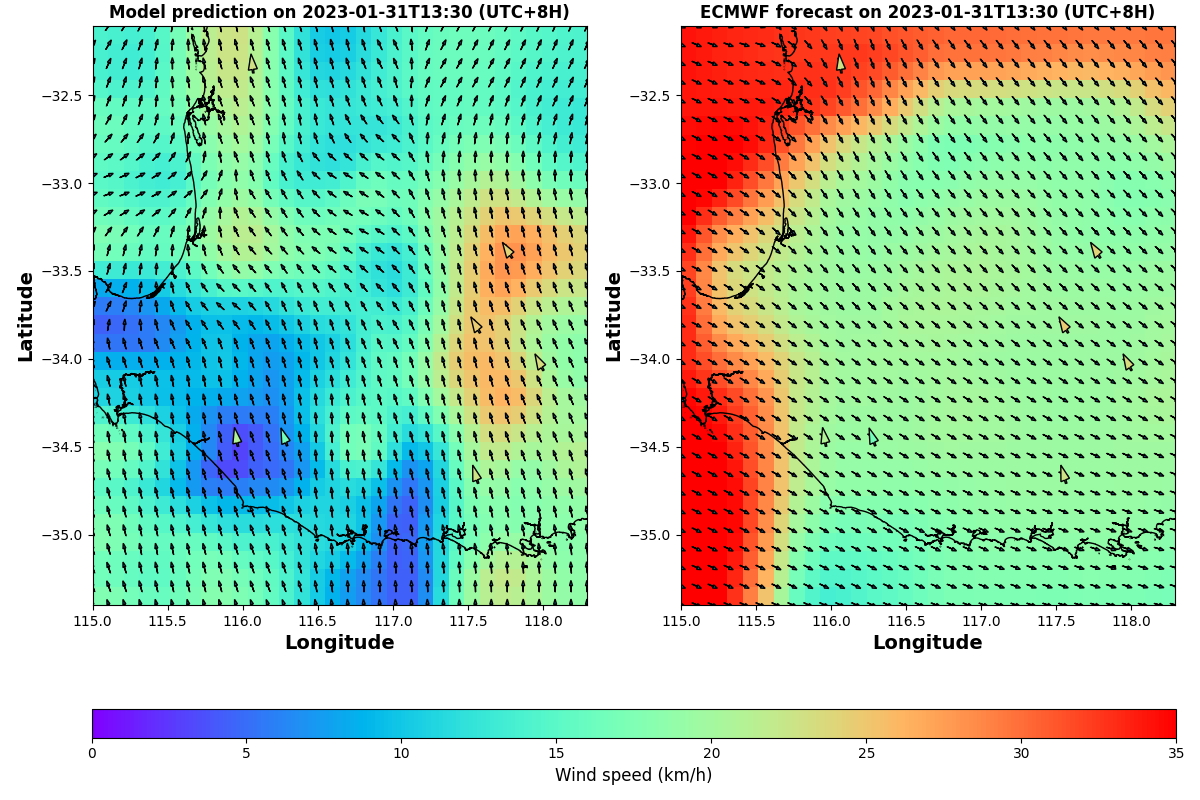 Model prediction on 2023-01-31T13:30 (UTC+8H)
ECMWF forecast on 2023-01-31T13:30 (UTC+8H)
Latitude
−32.5
−33.0
−33.5
−34.0
−34.5
−35.0
115.0 115.5 116.0 116.5 117.0 117.5 118.0
Longitude
Latitude
−32.5
−33.0
−33.5
−34.0
−34.5
−35.0
115.0 115.5 116.0 116.5 117.0 117.5 118.0
Longitude
0 5 10 15 20 25 30 35
Wind speed (km/h)